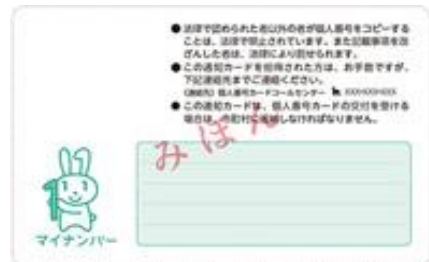 ● 法律で認められた者以外の者が個人番号をコピーする
ことは、法律で禁止されています。また記載事項を改
ざんした者は、法律により罰せられます。
● この通知カードを拾得された方は、お手数ですが、
下記連絡先までご連絡ください。
(連絡先) 個人番号カードコールセンター
● この通知カードは、個人番号カードの交付を受ける
場合は、市町村に返納しなければなりません。
みほん
マイナンバー